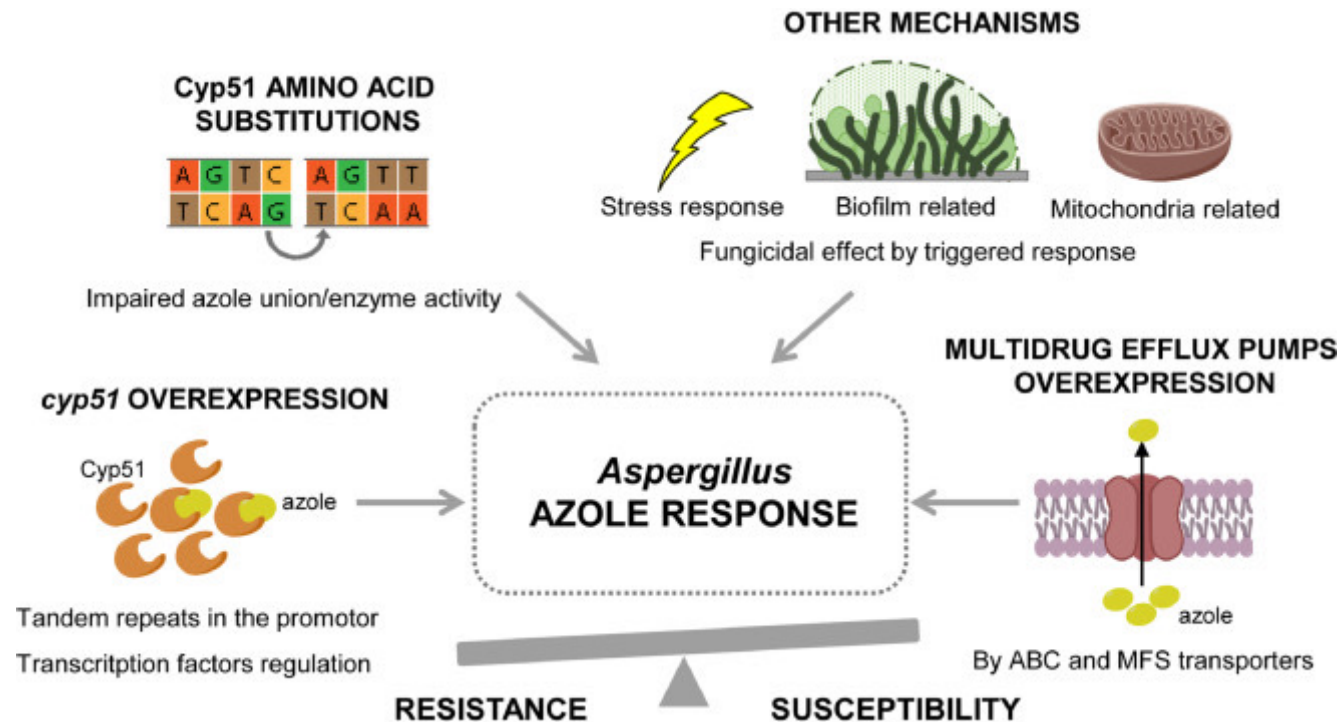 OTHER MECHANISMS
Stress response
Biofilm related
Mitochondria related
Fungicidal effect by triggered response
Cyp51 AMINO ACID
SUBSTITUTIONS
A G T C A G T T
T C A G T C A A
Impaired azole union/enzyme activity
cyp51 OVEREXPRESSION
Cyp51
azole
Tandem repeats in the promotor
Transcritption factors regulation
Aspergillus
AZOLE RESPONSE
MULTIDRUG EFFLUX PUMPS
OVEREXPRESSION
azole
By ABC and MFS transporters
RESISTANCE
SUSCEPTIBILITY